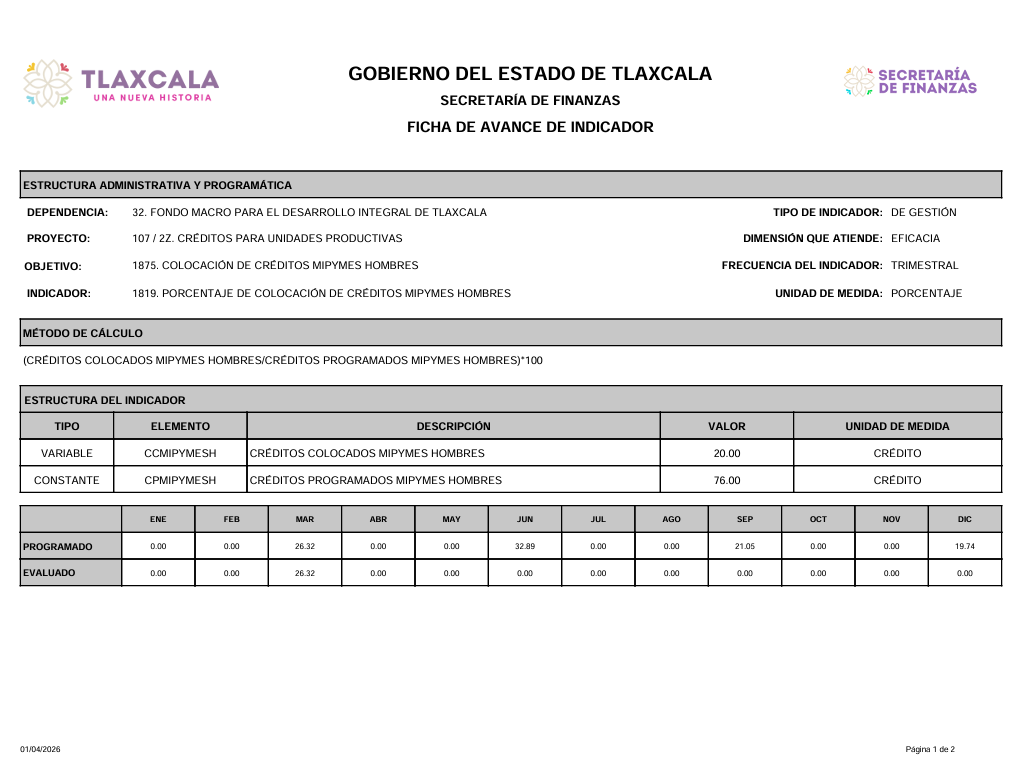 TLAXCALA
UNA NUEVA HISTORIA
GOBIERNO DEL ESTADO DE TLAXCALA
SECRETARÍA DE FINANZAS
FICHA DE AVANCE DE INDICADOR
SECRETARÍA
DE FINANZAS
ESTRUCTURA ADMINISTRATIVA Y PROGRAMÁTICA
DEPENDENCIA: 32. FONDO MACRO PARA EL DESARROLLO INTEGRAL DE TLAXCALA TIPO DE INDICADOR: DE GESTIÓN
PROYECTO: 107 / 2Z. CRÉDITOS PARA UNIDADES PRODUCTIVAS DIMENSIÓN QUE ATIENDE: EFICACIA
OBJETIVO: 1875. COLOCACIÓN DE CRÉDITOS MIPYMES HOMBRES FRECUENCIA DEL INDICADOR: TRIMESTRAL
INDICADOR: 1819. PORCENTAJE DE COLOCACIÓN DE CRÉDITOS MIPYMES HOMBRES UNIDAD DE MEDIDA: PORCENTAJE
MÉTODO DE CÁLCULO
(CRÉDITOS COLOCADOS MIPYMES HOMBRES/CRÉDITOS PROGRAMADOS MIPYMES HOMBRES)*100
ESTRUCTURA DEL INDICADOR
TIPO ELEMENTO DESCRIPCIÓN VALOR UNIDAD DE MEDIDA
VARIABLE CCMIPYMESH CRÉDITOS COLOCADOS MIPYMES HOMBRES 20.00 CRÉDITO
CONSTANTE CPMIPYMESH CRÉDITOS PROGRAMADOS MIPYMES HOMBRES 76.00 CRÉDITO
ENE FEB MAR ABR MAY JUN JUL AGO SEP OCT NOV DIC
PROGRAMADO 0.00 0.00 26.32 0.00 0.00 32.89 0.00 0.00 21.05 0.00 0.00 19.74
EVALUADO 0.00 0.00 26.32 0.00 0.00 0.00 0.00 0.00 0.00 0.00 0.00 0.00
01/04/2026 Página 1 de 2